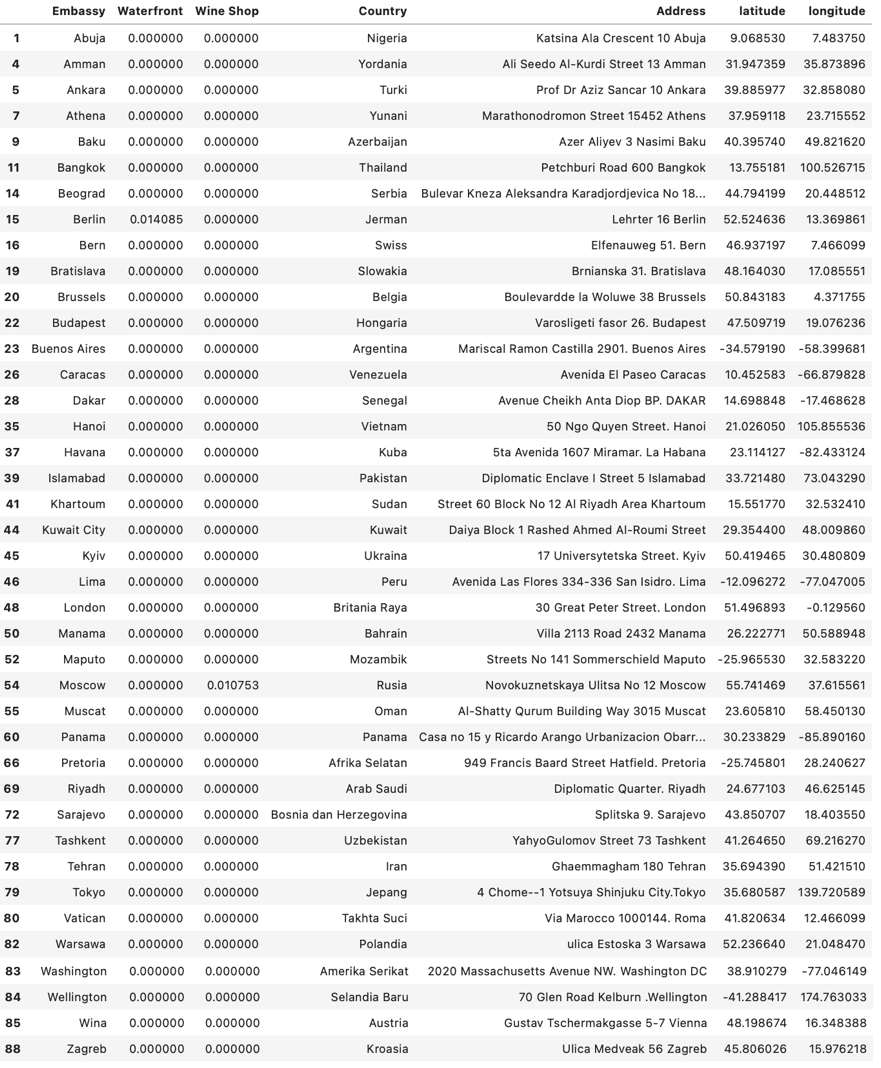 Embassy Waterfront Wine Shop Country Address latitude longitude
1 Abuja 0.000000 0.000000 Nigeria Katsina Ala Crescent 10 Abuja 9.068530 7.483750
4 Amman 0.000000 0.000000 Yordania Ali Seedo Al-Kurdi Street 13 Amman 31.947359 35.873896
5 Ankara 0.000000 0.000000 Turki Prof Dr Aziz Sancar 10 Ankara 39.885977 32.858080
7 Athena 0.000000 0.000000 Yunani Marathonodromon Street 15452 Athens 37.959118 23.715552
9 Baku 0.000000 0.000000 Azerbaijan Azer Aliyev 3 Nasimi Baku 40.395740 49.821620
11 Bangkok 0.000000 0.000000 Thailand Petchburi Road 600 Bangkok 13.755181 100.526715
14 Beograd 0.000000 0.000000 Serbia Bulevar Kneza Aleksandra Karadjordjevica No 18... 44.794199 20.448512
15 Berlin 0.014085 0.000000 Jerman Lehrter 16 Berlin 52.524636 13.369861
16 Bern 0.000000 0.000000 Swiss Elfenauweg 51. Bern 46.937197 7.466099
19 Bratislava 0.000000 0.000000 Slowakia Brnianska 31. Bratislava 48.164030 17.085551
20 Brussels 0.000000 0.000000 Belgia Boulevardde la Woluwe 38 Brussels 50.843183 4.371755
22 Budapest 0.000000 0.000000 Hongaria Varosligeti fasor 26. Budapest 47.509719 19.076236
23 Buenos Aires 0.000000 0.000000 Argentina Mariscal Ramon Castilla 2901. Buenos Aires -34.579190 -58.399681
26 Caracas 0.000000 0.000000 Venezuela Avenida El Paseo Caracas 10.452583 -66.879828
28 Dakar 0.000000 0.000000 Senegal Avenue Cheikh Anta Diop BP. DAKAR 14.698848 -17.468628
35 Hanoi 0.000000 0.000000 Vietnam 50 Ngo Quyen Street. Hanoi 21.026050 105.855536
37 Havana 0.000000 0.000000 Kuba 5ta Avenida 1607 Miramar. La Habana 23.114127 -82.433124
39 Islamabad 0.000000 0.000000 Pakistan Diplomatic Enclave I Street 5 Islamabad 33.721480 73.043290
41 Khartoum 0.000000 0.000000 Sudan Street 60 Block No 12 Al Riyadh Area Khartoum 15.551770 32.532410
44 Kuwait City 0.000000 0.000000 Kuwait Daiya Block 1 Rashed Ahmed Al-Roumi Street 29.354400 48.009860
45 Kyiv 0.000000 0.000000 Ukraina 17 Universytetska Street. Kyiv 50.419465 30.480809
46 Lima 0.000000 0.000000 Peru Avenida Las Flores 334-336 San Isidro. Lima -12.096272 -77.047005
48 London 0.000000 0.000000 Britania Raya 30 Great Peter Street. London 51.496893 -0.129560
50 Manama 0.000000 0.000000 Bahrain Villa 2113 Road 2432 Manama 26.222771 50.588948
52 Maputo 0.000000 0.000000 Mozambik Streets No 141 Sommerschield Maputo -25.965530 32.583220
54 Moscow 0.000000 0.010753 Rusia Novokuznetskaya Ulitsa No 12 Moscow 55.741469 37.615561
55 Muscat 0.000000 0.000000 Oman Al-Shatty Qurum Building Way 3015 Muscat 23.605810 58.450130
60 Panama 0.000000 0.000000 Panama Casa no 15 y Ricardo Arango Urbanizacion Obarr... 30.233829 -85.890160
66 Pretoria 0.000000 0.000000 Afrika Selatan 949 Francis Baard Street Hatfield. Pretoria -25.745801 28.240627
69 Riyadh 0.000000 0.000000 Arab Saudi Diplomatic Quarter. Riyadh 24.677103 46.625145
72 Sarajevo 0.000000 0.000000 Bosnia dan Herzegovina Splitska 9. Sarajevo 43.850707 18.403550
77 Tashkent 0.000000 0.000000 Uzbekistan YahyoGulomov Street 73 Tashkent 41.264650 69.216270
78 Tehran 0.000000 0.000000 Iran Ghaemmagham 180 Tehran 35.694390 51.421510
79 Tokyo 0.000000 0.000000 Jepang 4 Chome--1 Yotsuya Shinjuku City.Tokyo 35.680587 139.720589
80 Vatican 0.000000 0.000000 Takhta Suci Via Marocco 1000144. Roma 41.820634 12.466099
82 Warsawa 0.000000 0.000000 Polandia ulica Estoska 3 Warsawa 52.236640 21.048470
83 Washington 0.000000 0.000000 Amerika Serikat 2020 Massachusetts Avenue NW. Washington DC 38.910279 -77.046149
84 Wellington 0.000000 0.000000 Selandia Baru 70 Glen Road Kelburn .Wellington -41.288417 174.763033
85 Wina 0.000000 0.000000 Austria Gustav Tschermakgasse 5-7 Vienna 48.198674 16.348388
88 Zagreb 0.000000 0.000000 Kroasia Ulica Medveak 56 Zagreb 45.806026 15.976218